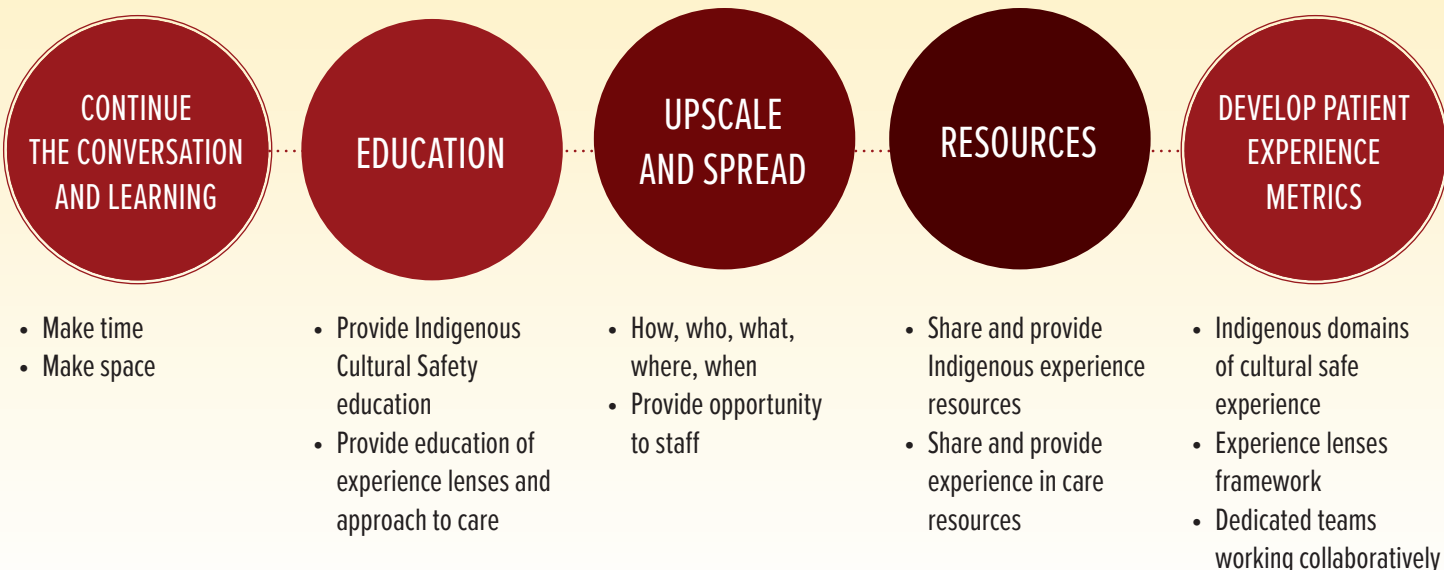 CONTINUE
THE CONVERSATION
AND LEARNING
• Make time
• Make space
EDUCATION
• Provide Indigenous
Cultural Safety
education
• Provide education of
experience lenses and
approach to care
UPSCALE
AND SPREAD
• How, who, what,
where, when
• Provide opportunity
to staff
RESOURCES
• Share and provide
Indigenous experience
resources
• Share and provide
experience in care
resources
DEVELOP PATIENT
EXPERIENCE
METRICS
• Indigenous domains
of cultural safe
experience
• Experience lenses
framework
• Dedicated teams
working collaboratively